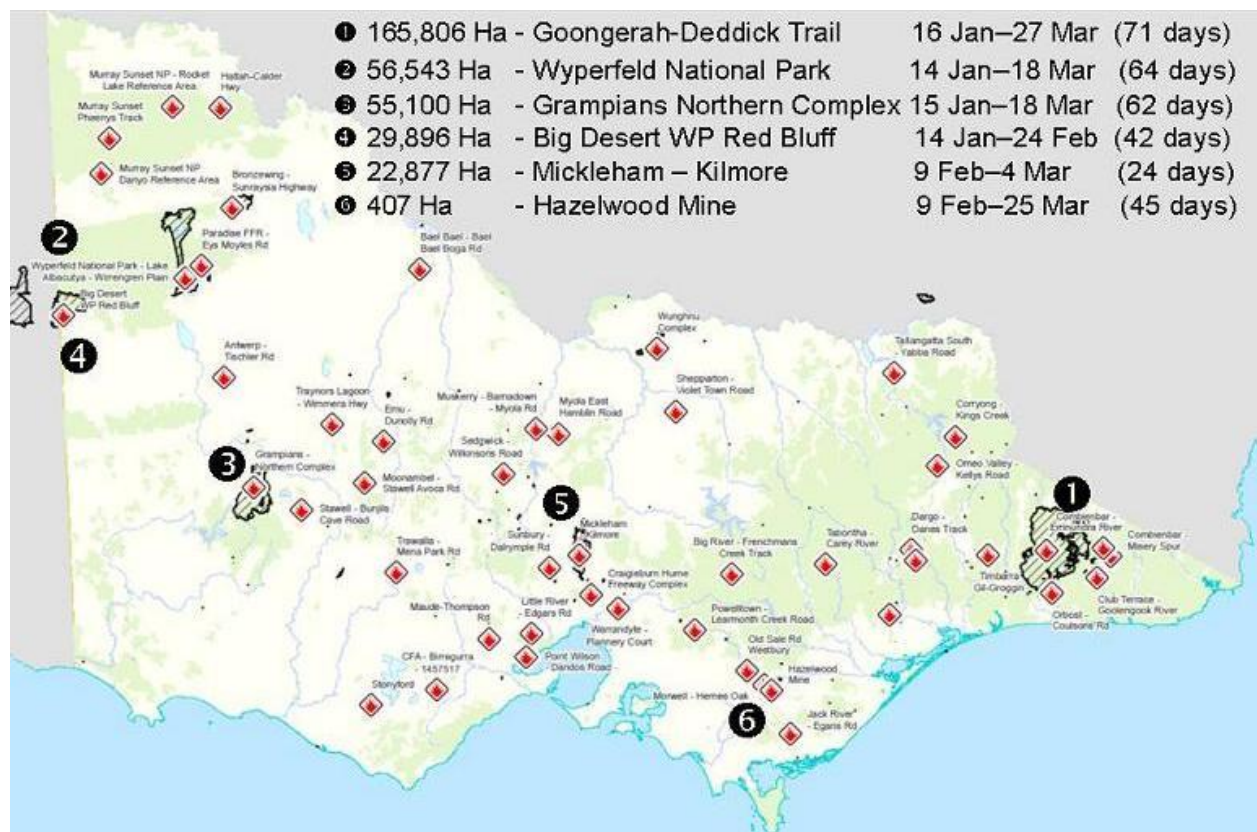 ❶ 165,806 Ha - Goongerah-Deddick Trail 16 Jan–27 Mar (71 days)
❷ 56,543 Ha - Wyperfeld National Park 14 Jan–18 Mar (64 days)
❸ 55,100 Ha - Grampians Northern Complex 15 Jan–18 Mar (62 days)
❹ 29,896 Ha - Big Desert WP Red Bluff 14 Jan–24 Feb (42 days)
❺ 22,877 Ha - Mickleham – Kilmore 9 Feb–4 Mar (24 days)
❻ 407 Ha - Hazelwood Mine 9 Feb–25 Mar (45 days)
Murray Sunset NP - Rocket
Lake Reference Area
Hattah-Calder
Hwy
Murray Sunset
Pheenys Track
Murray Sunset NP
Danyo Reference Area
Bronzewing -
Sunraysia Highway
❷
Paradise FFR -
Eys Moyles Rd
Bael Bael - Bael
Bael Boga Rd
Wyperfeld National Park - Lake
Albacutya - Wirrengren Plain
Big Desert
WP Red Bluff
❹
Wunghnu
Complex
Antwerp -
Tischler Rd
Tallangatta South
- Yabba Road
Shepparton -
Violet Town Road
Traynors Lagoon
- Wimmera Hwy
Emu -
Dunolly Rd
Muskerry - Barnadown
- Myola Rd
Myola East
Hamblin Road
Corryong -
Kings Creek
Sedgwick -
Wilkinsons Road
❸
Grampians -
Northern Complex
Moonambel -
Stawell Avoca Rd
Omeo Valley -
Kellys Road
Stawell - Bunjils
Cave Road
❺
❶
Mickleham
- Kilmore
Combienbar -
Errinundra River
Combienbar -
Misery Spur
Trawalla -
Mena Park Rd
Sunbury -
Dalrymple Rd
Big River - Frenchmans
Creek Track
Tabontha -
Carey River
Dargo -
Danes Track
Timbarra
Gil-Groggin
Craigieburn Hume
Freeway Complex
Club Terrace -
Goolengook River
Orbost -
Coulsons Rd
Maude-Thompson
Rd
Little River
- Edgars Rd
Warrandyte -
Flannery Court
Powelltown -
Learmonth Creek Road
Old Sale Rd
Westbury
CFA - Birregurra
- 1457517
Point Wilson
- Dandos Road
Hazelwood
Mine
Stonyford
Morwell - Hernes Oak
❻
Jack River
- Egans Rd